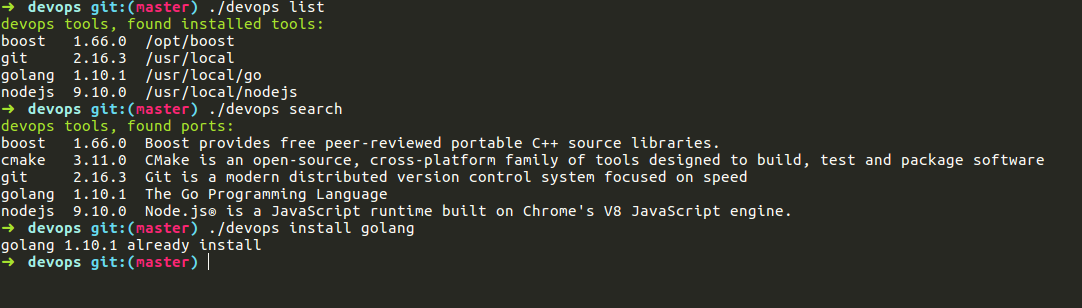 ➜ devops git:(master) ./devops list
devops tools, found installed tools:
boost 1.66.0 /opt/boost
git 2.16.3 /usr/local
golang 1.10.1 /usr/local/go
nodejs 9.10.0 /usr/local/nodejs
➜ devops git:(master) ./devops search
devops tools, found ports:
boost 1.66.0 Boost provides free peer-reviewed portable C++ source libraries.
cmake 3.11.0 CMake is an open-source, cross-platform family of tools designed to build, test and package software
git 2.16.3 Git is a modern distributed version control system focused on speed
golang 1.10.1 The Go Programming Language
nodejs 9.10.0 Node.js® is a JavaScript runtime built on Chrome's V8 JavaScript engine.
➜ devops git:(master) ./devops install golang
golang 1.10.1 already install
➜ devops git:(master)